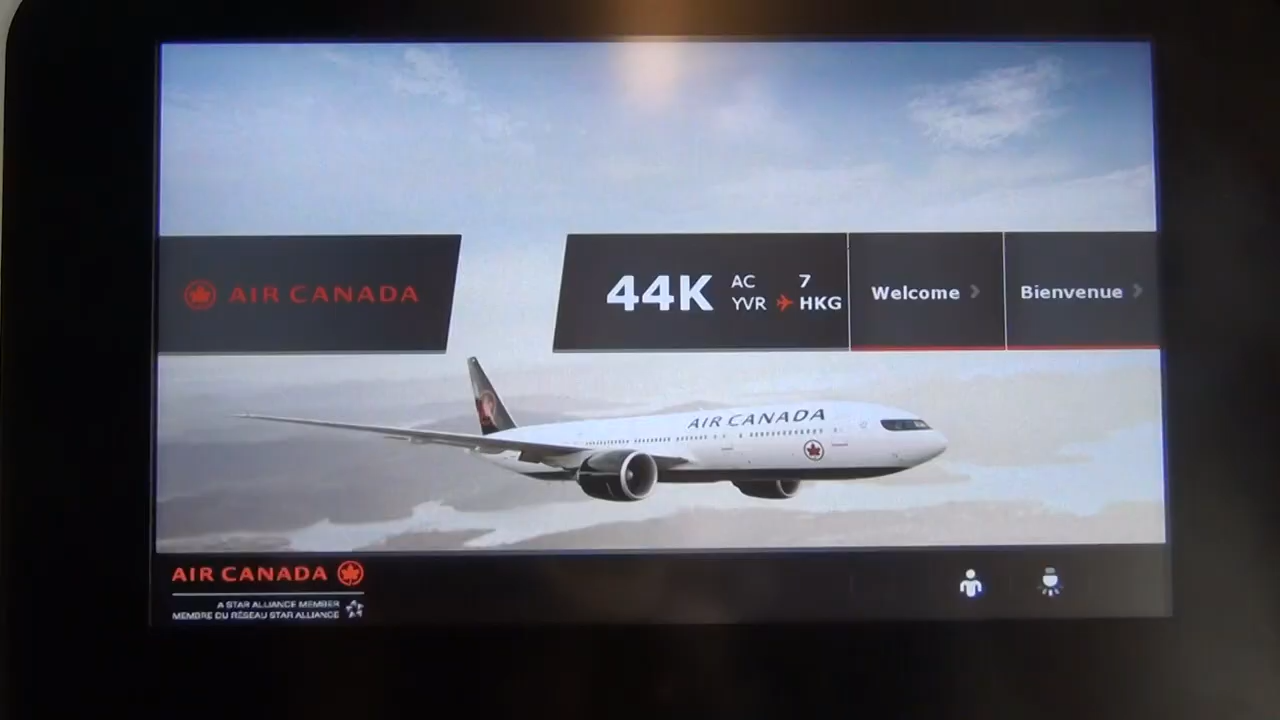 AIR CANADA
44K
AC 7
YVR HKG
Welcome
Bienvenue
AIR CANADA
AIR CANADA
A STAR ALLIANCE MEMBER
MEMBRE DU RÉSEAU STAR ALLIANCE